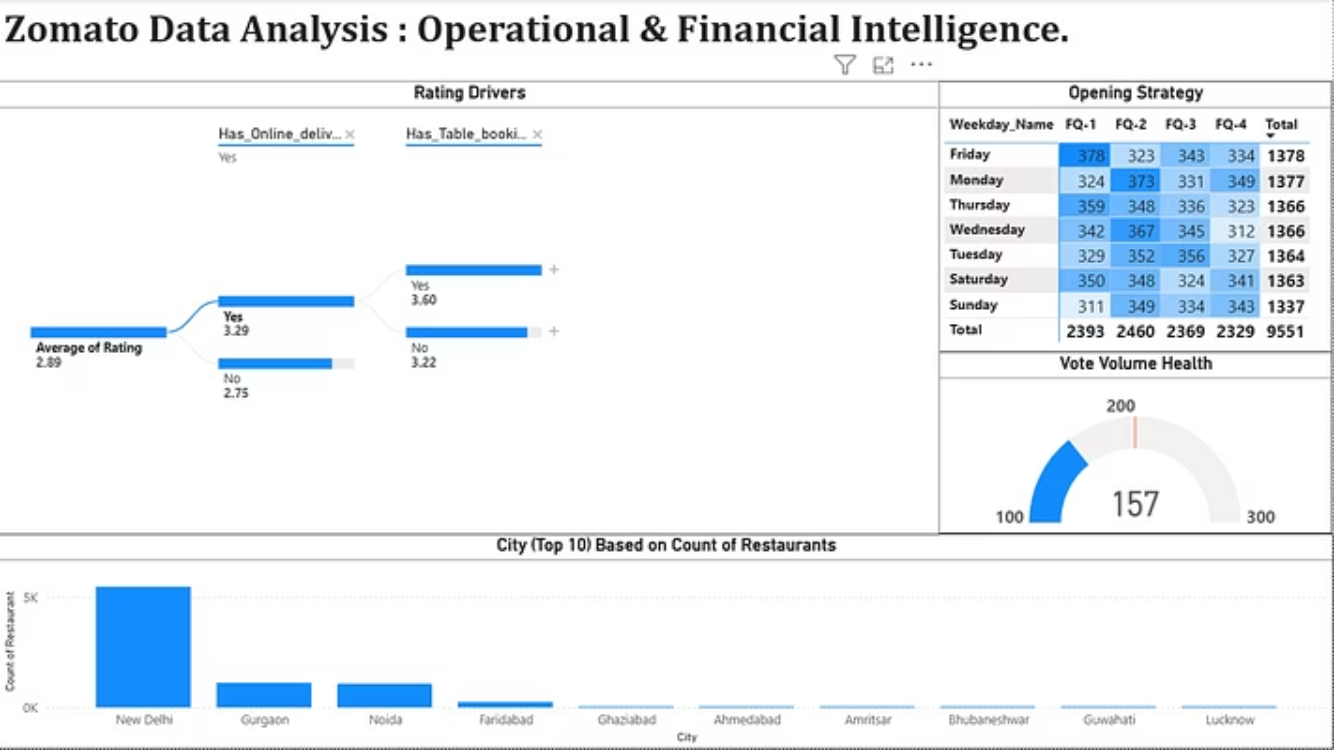 Zomato Data Analysis : Operational & Financial Intelligence.
Rating Drivers
Has_Online_deliv...
Yes
Has_Table_booki...
Average of Rating
2.89
Yes
3.29
No
2.75
Yes
3.60
No
3.22
Opening Strategy
Weekday_Name FQ-1 FQ-2 FQ-3 FQ-4 Total
Friday 378 323 343 334 1378
Monday 324 373 331 349 1377
Thursday 359 348 336 323 1366
Wednesday 342 367 345 312 1366
Tuesday 329 352 356 327 1364
Saturday 350 348 324 341 1363
Sunday 311 349 334 343 1337
Total 2393 2460 2369 2329 9551
Vote Volume Health
200
157
100 300
City (Top 10) Based on Count of Restaurants
Count of Restaurant
5K
0K
New Delhi Gurgaon Noida Faridabad Ghaziabad Ahmedabad Amritsar Bhubaneshwar Guwahati Lucknow
City